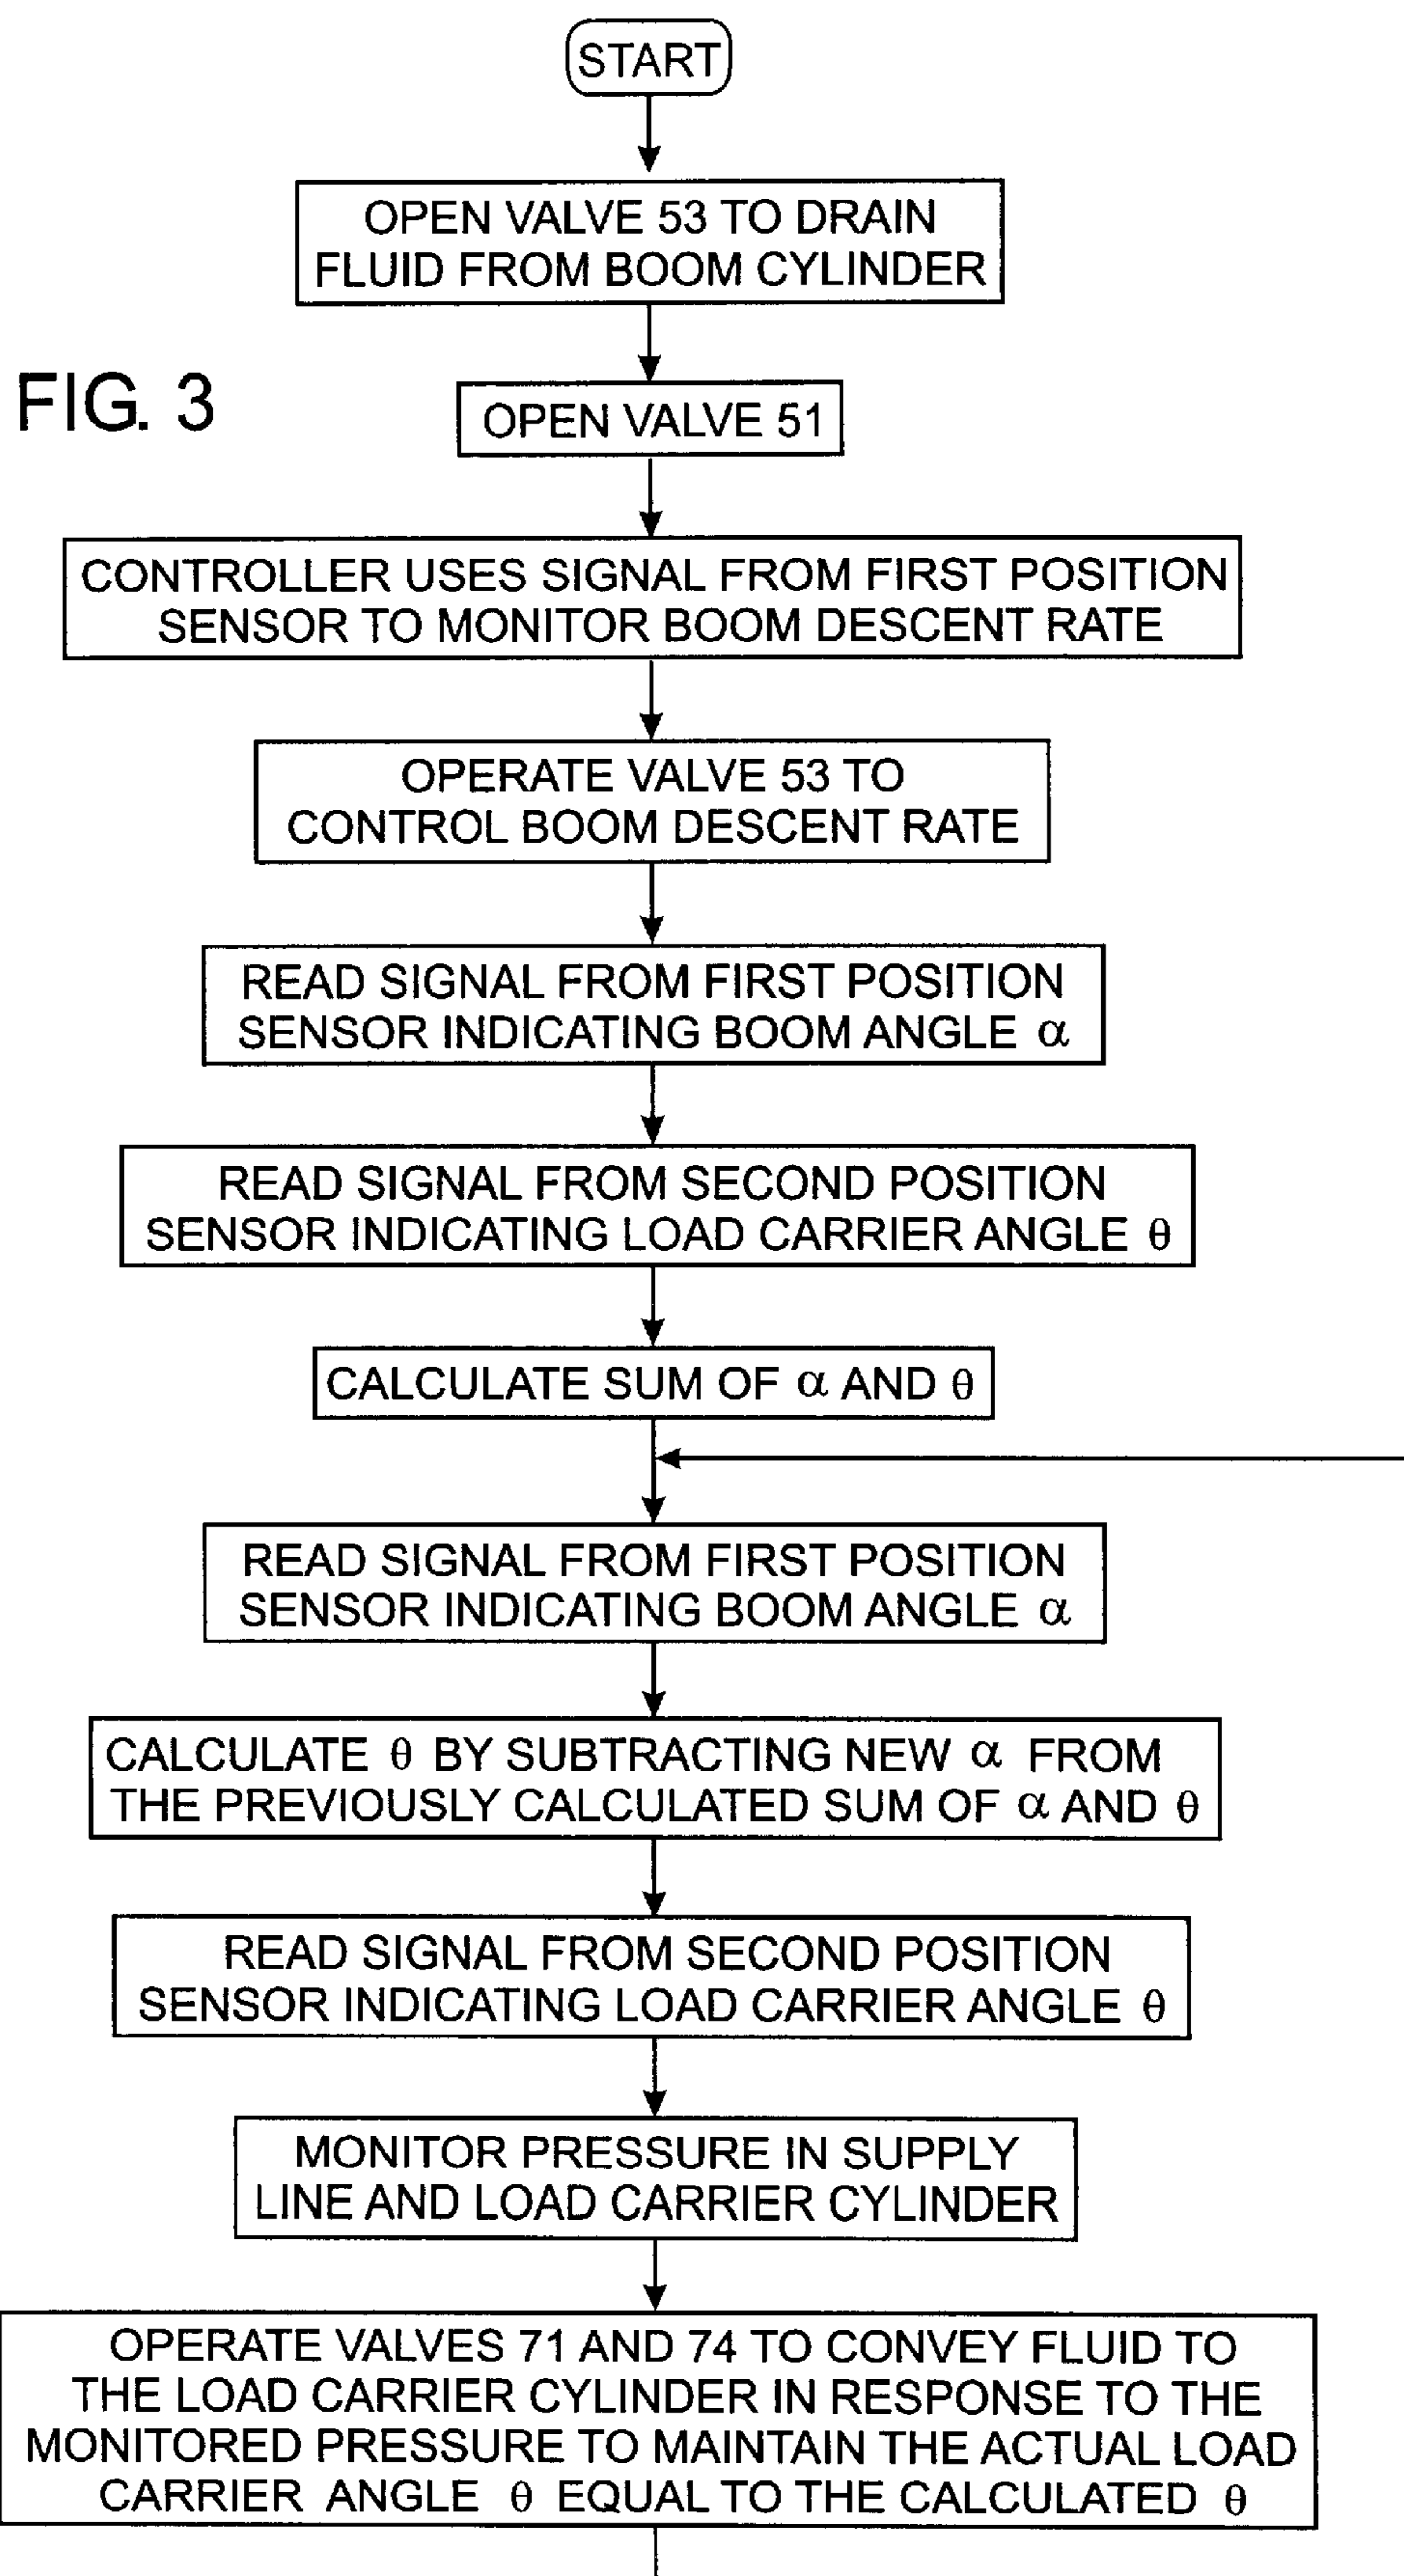 START
OPEN VALVE 53 TO DRAIN
FLUID FROM BOOM CYLINDER
FIG. 3
OPEN VALVE 51
CONTROLLER USES SIGNAL FROM FIRST POSITION
SENSOR TO MONITOR BOOM DESCENT RATE
OPERATE VALVE 53 TO
CONTROL BOOM DESCENT RATE
READ SIGNAL FROM FIRST POSITION
SENSOR INDICATING BOOM ANGLE α
READ SIGNAL FROM SECOND POSITION
SENSOR INDICATING LOAD CARRIER ANGLE θ
CALCULATE SUM OF α AND θ
READ SIGNAL FROM FIRST POSITION
SENSOR INDICATING BOOM ANGLE α
CALCULATE θ BY SUBTRACTING NEW α FROM
THE PREVIOUSLY CALCULATED SUM OF α AND θ
READ SIGNAL FROM SECOND POSITION
SENSOR INDICATING LOAD CARRIER ANGLE θ
MONITOR PRESSURE IN SUPPLY
LINE AND LOAD CARRIER CYLINDER
OPERATE VALVES 71 AND 74 TO CONVEY FLUID TO
THE LOAD CARRIER CYLINDER IN RESPONSE TO THE
MONITORED PRESSURE TO MAINTAIN THE ACTUAL LOAD
CARRIER ANGLE θ EQUAL TO THE CALCULATED θ